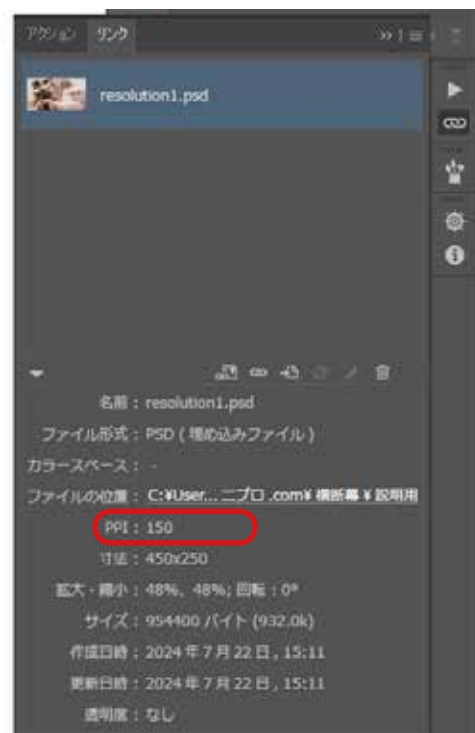 アクション リンク
resolution1.psd
名前 : resolution1.psd
ファイル形式 : PSD ( 埋め込みファイル )
カラースペース : -
ファイルの位置 : C:¥User... ニプロ .com¥ 横断幕 ¥ 説明用
PPI : 150
寸法 : 450x250
拡大・縮小 : 48%、48%; 回転 : 0°
サイズ : 954400 バイト (932.0k)
作成日時 : 2024 年 7 月 22 日 , 15:11
更新日時 : 2024 年 7 月 22 日 , 15:11
透明度 : なし